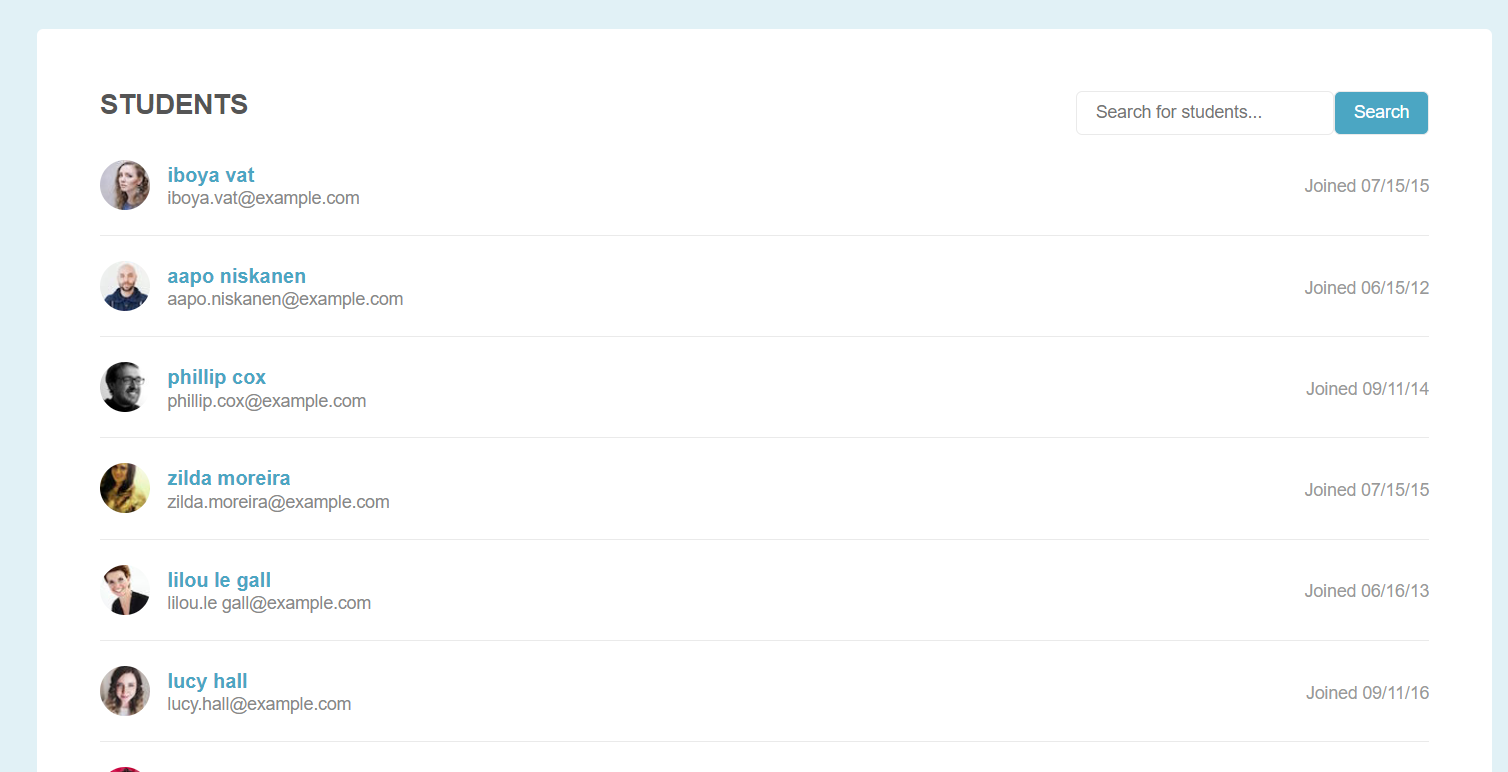 STUDENTS
Search for students...
Search
iboya vat
iboya.vat@example.com
Joined 07/15/15
aapo niskanen
aapo.niskanen@example.com
Joined 06/15/12
phillip cox
phillip.cox@example.com
Joined 09/11/14
zilda moreira
zilda.moreira@example.com
Joined 07/15/15
lilou le gall
lilou.le gall@example.com
Joined 06/16/13
lucy hall
lucy.hall@example.com
Joined 09/11/16